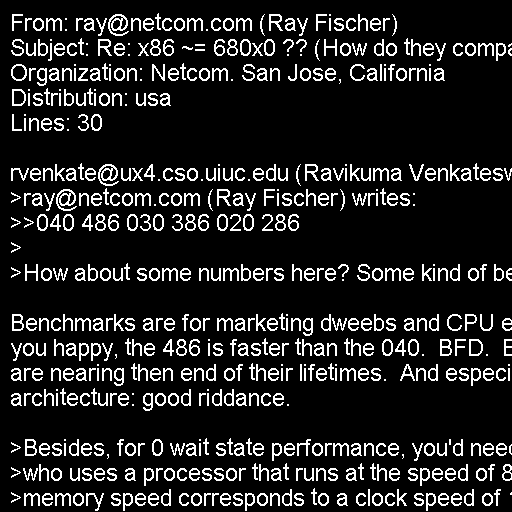 From: ray@netcom.com (Ray Fischer)
Subject: Re: x86 ~= 680x0 ?? (How do they compa
Organization: Netcom. San Jose, California
Distribution: usa
Lines: 30

rvenkate@ux4.cso.uiuc.edu (Ravikuma Venkatesw
>ray@netcom.com (Ray Fischer) writes:
>>040 486 030 386 020 286
>
>How about some numbers here? Some kind of be

Benchmarks are for marketing dweebs and CPU e
you happy, the 486 is faster than the 040.  BFD.
are nearing then end of their lifetimes.  And especi
architecture: good riddance.

>Besides, for 0 wait state performance, you'd need
>who uses a processor that runs at the speed of 8
>memory speed corresponds to a clock speed of